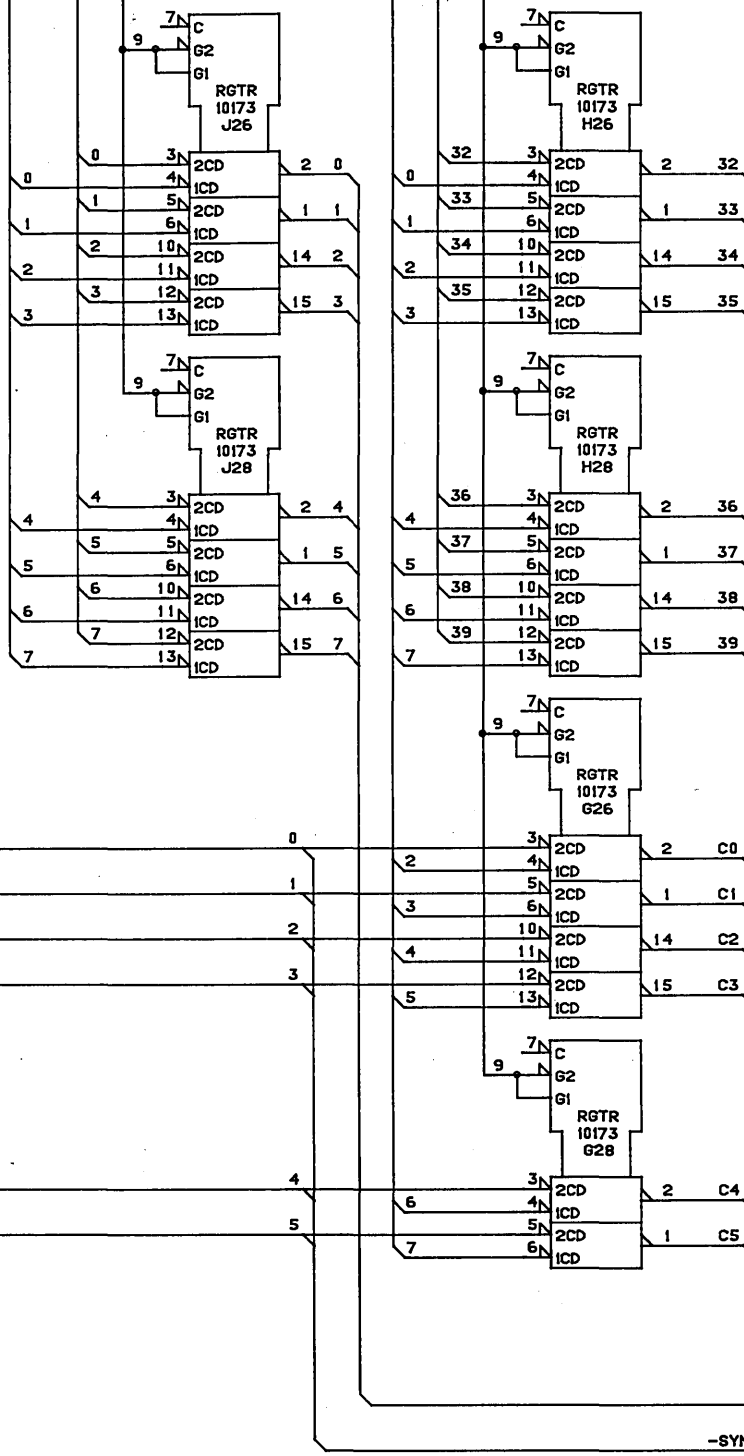 7 C
9 G2
G1
RGTR
10173
J26
0 3 2CD 2 0
0 4 1CD
1 5 2CD 1 1
1 6 1CD
2 10 2CD 14 2
2 11 1CD
3 12 2CD 15 3
3 13 1CD
7 C
9 G2
G1
RGTR
10173
J28
4 3 2CD 2 4
4 4 1CD
5 5 2CD 1 5
5 6 1CD
6 10 2CD 14 6
6 11 1CD
7 12 2CD 15 7
7 13 1CD
7 C
9 G2
G1
RGTR
10173
H26
32 3 2CD 2 32
0 4 1CD
33 5 2CD 1 33
1 6 1CD
34 10 2CD 14 34
2 11 1CD
35 12 2CD 15 35
3 13 1CD
7 C
9 G2
G1
RGTR
10173
H28
36 3 2CD 2 36
4 4 1CD
37 5 2CD 1 37
5 6 1CD
38 10 2CD 14 38
6 11 1CD
39 12 2CD 15 39
7 13 1CD
7 C
9 G2
G1
RGTR
10173
G26
0 3 2CD 2 C0
2 4 1CD
1 5 2CD 1 C1
3 6 1CD
2 10 2CD 14 C2
4 11 1CD
3 12 2CD 15 C3
5 13 1CD
7 C
9 G2
G1
RGTR
10173
G28
4 3 2CD 2 C4
6 4 1CD
5 5 2CD 1 C5
7 6 1CD
-SYN